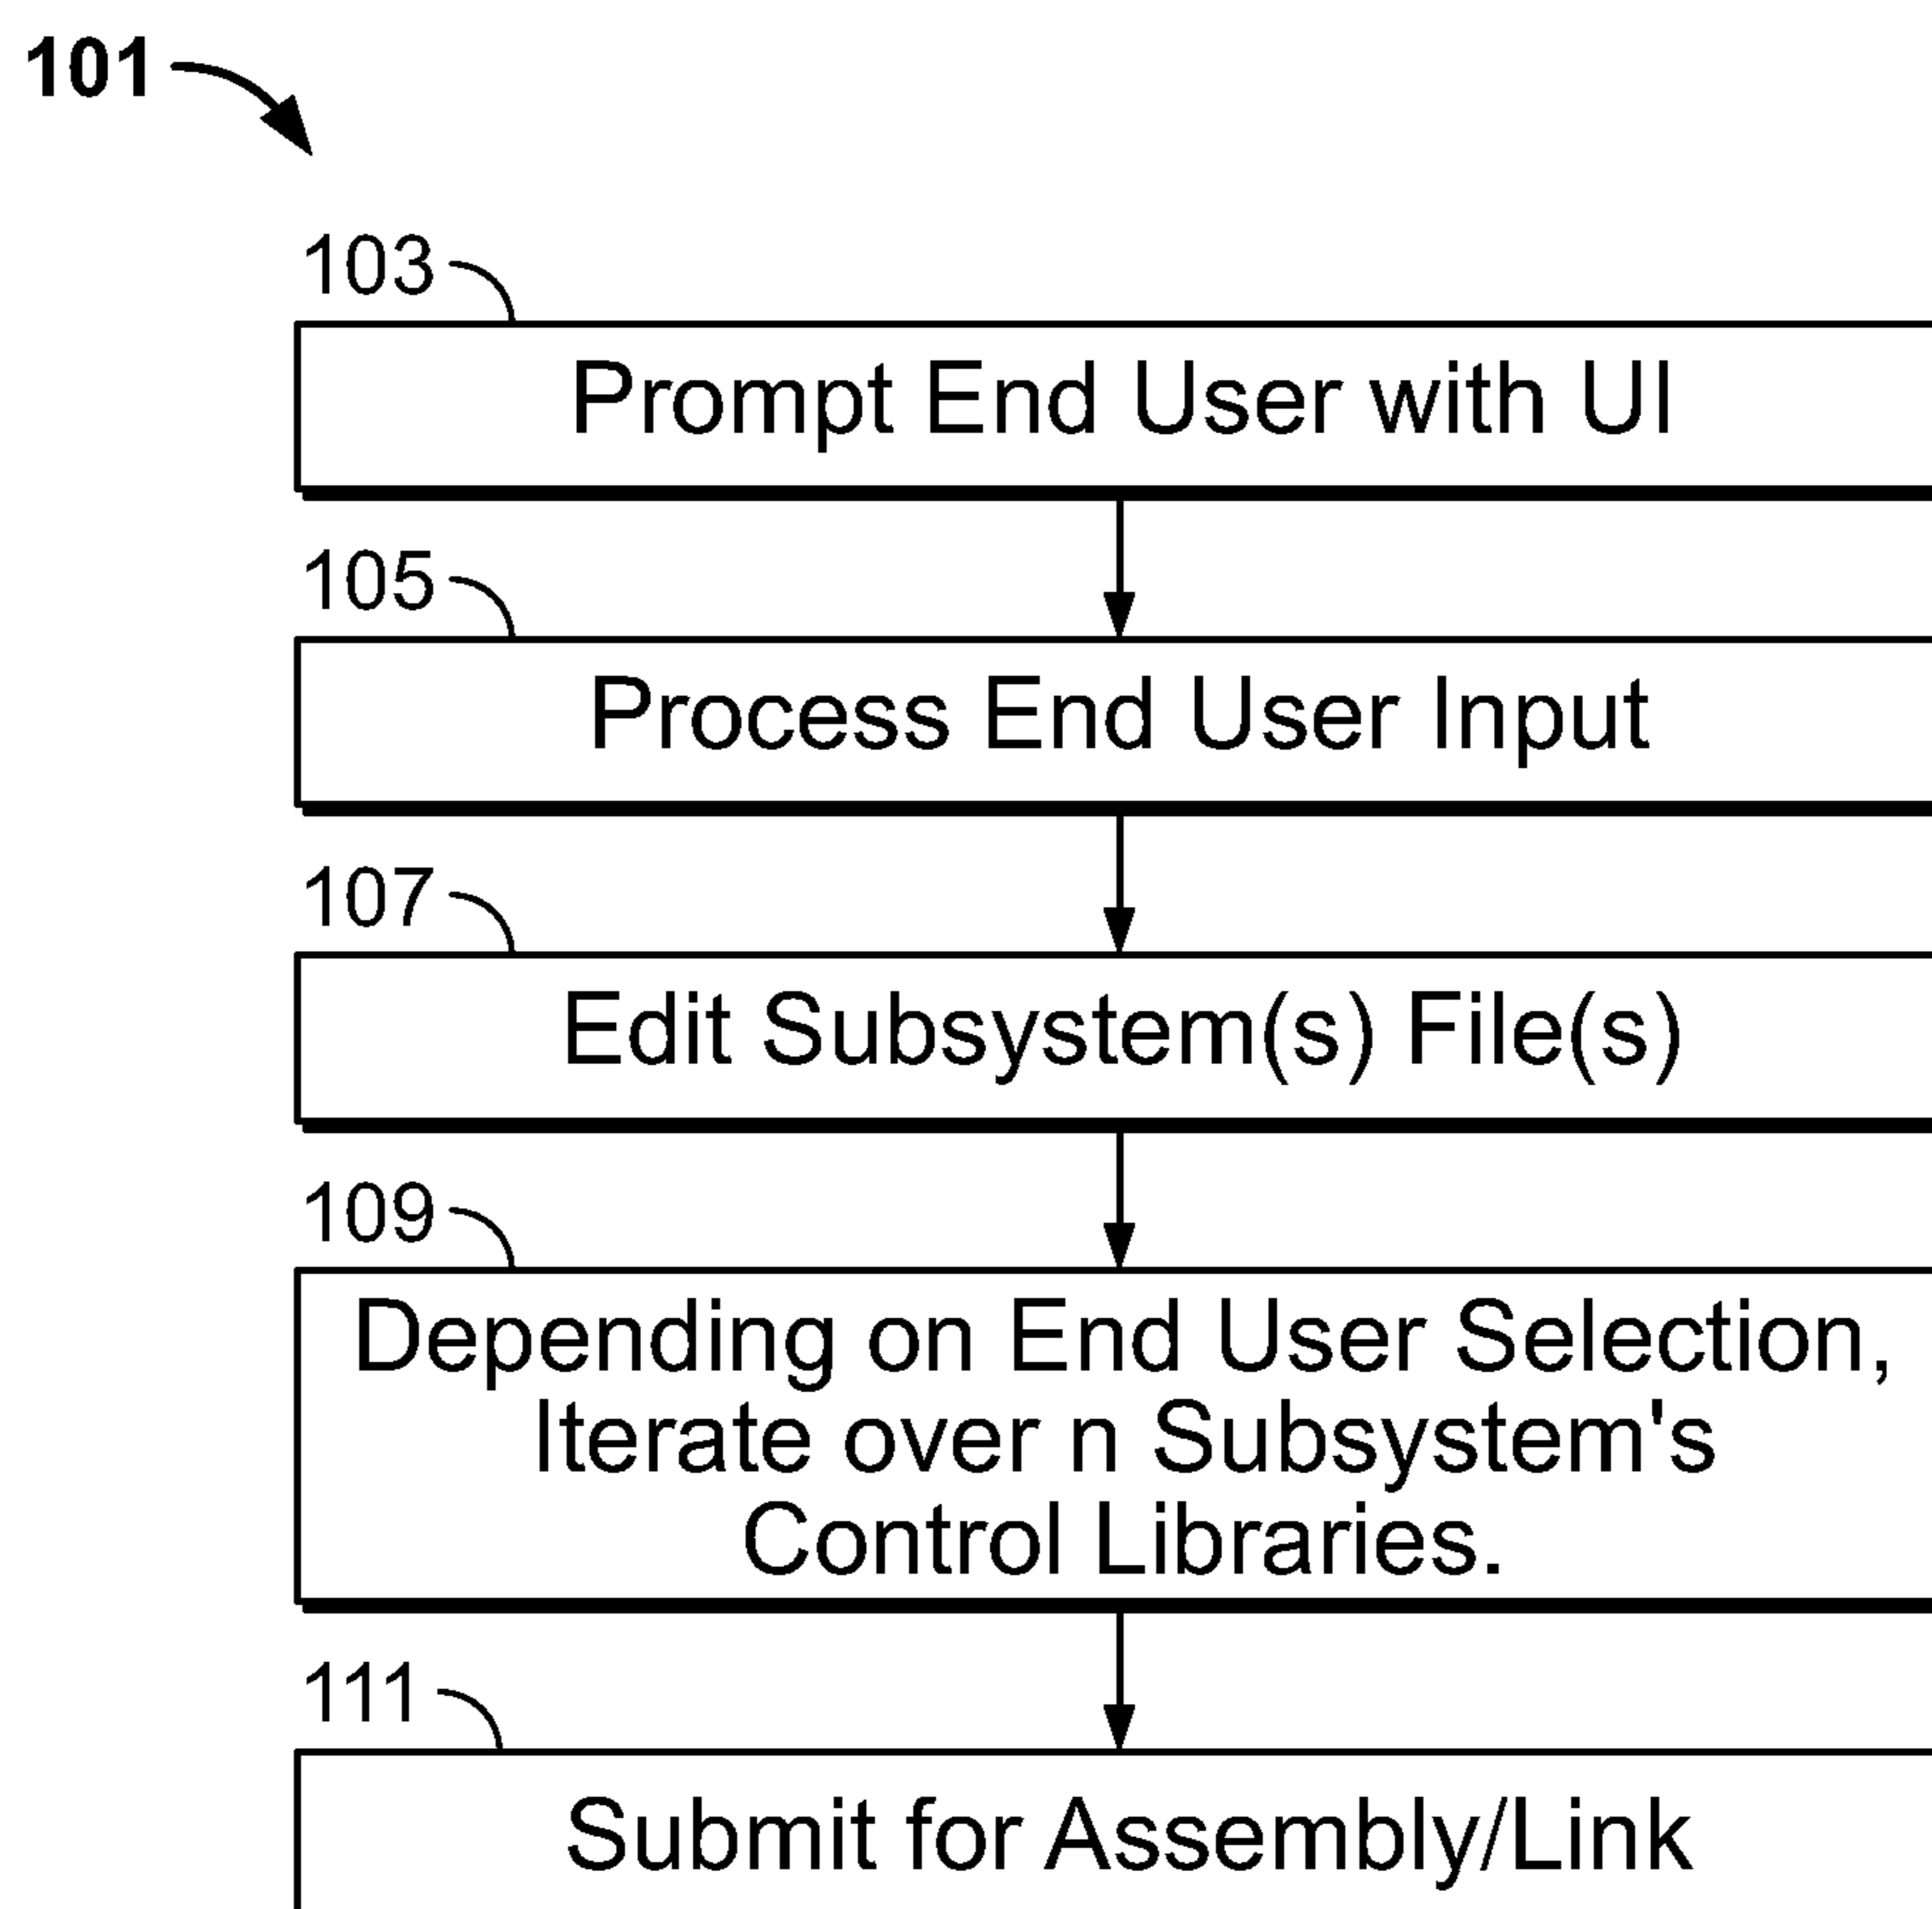 101
103
Prompt End User with UI
105
Process End User Input
107
Edit Subsystem(s) File(s)
109
Depending on End User Selection,
Iterate over n Subsystem's
Control Libraries.
111
Submit for Assembly/Link